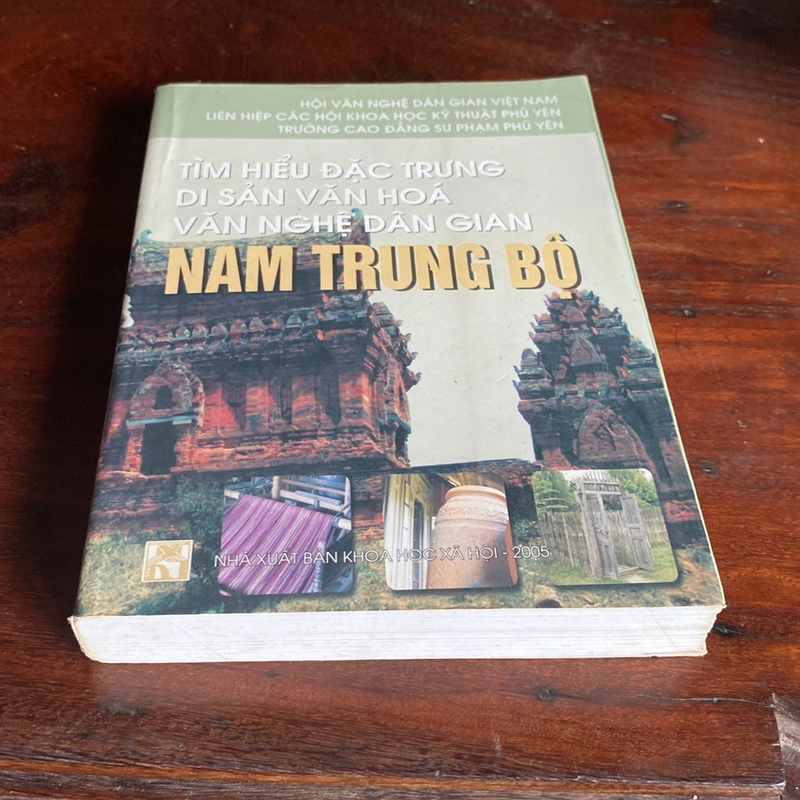 HỘI VĂN NGHỆ DÂN GIAN VIỆT NAM
LIÊN HIỆP CÁC HỘI KHOA HỌC KỸ THUẬT PHÚ YÊN
TRƯỜNG CAO ĐẲNG SƯ PHẠM PHÚ YÊN
TÌM HIỂU ĐẶC TRƯNG
DI SẢN VĂN HOÁ
VĂN NGHỆ DÂN GIAN
NAM TRUNG BỘ
NHÀ XUẤT BẢN KHOA HỌC XÃ HỘI - 2005